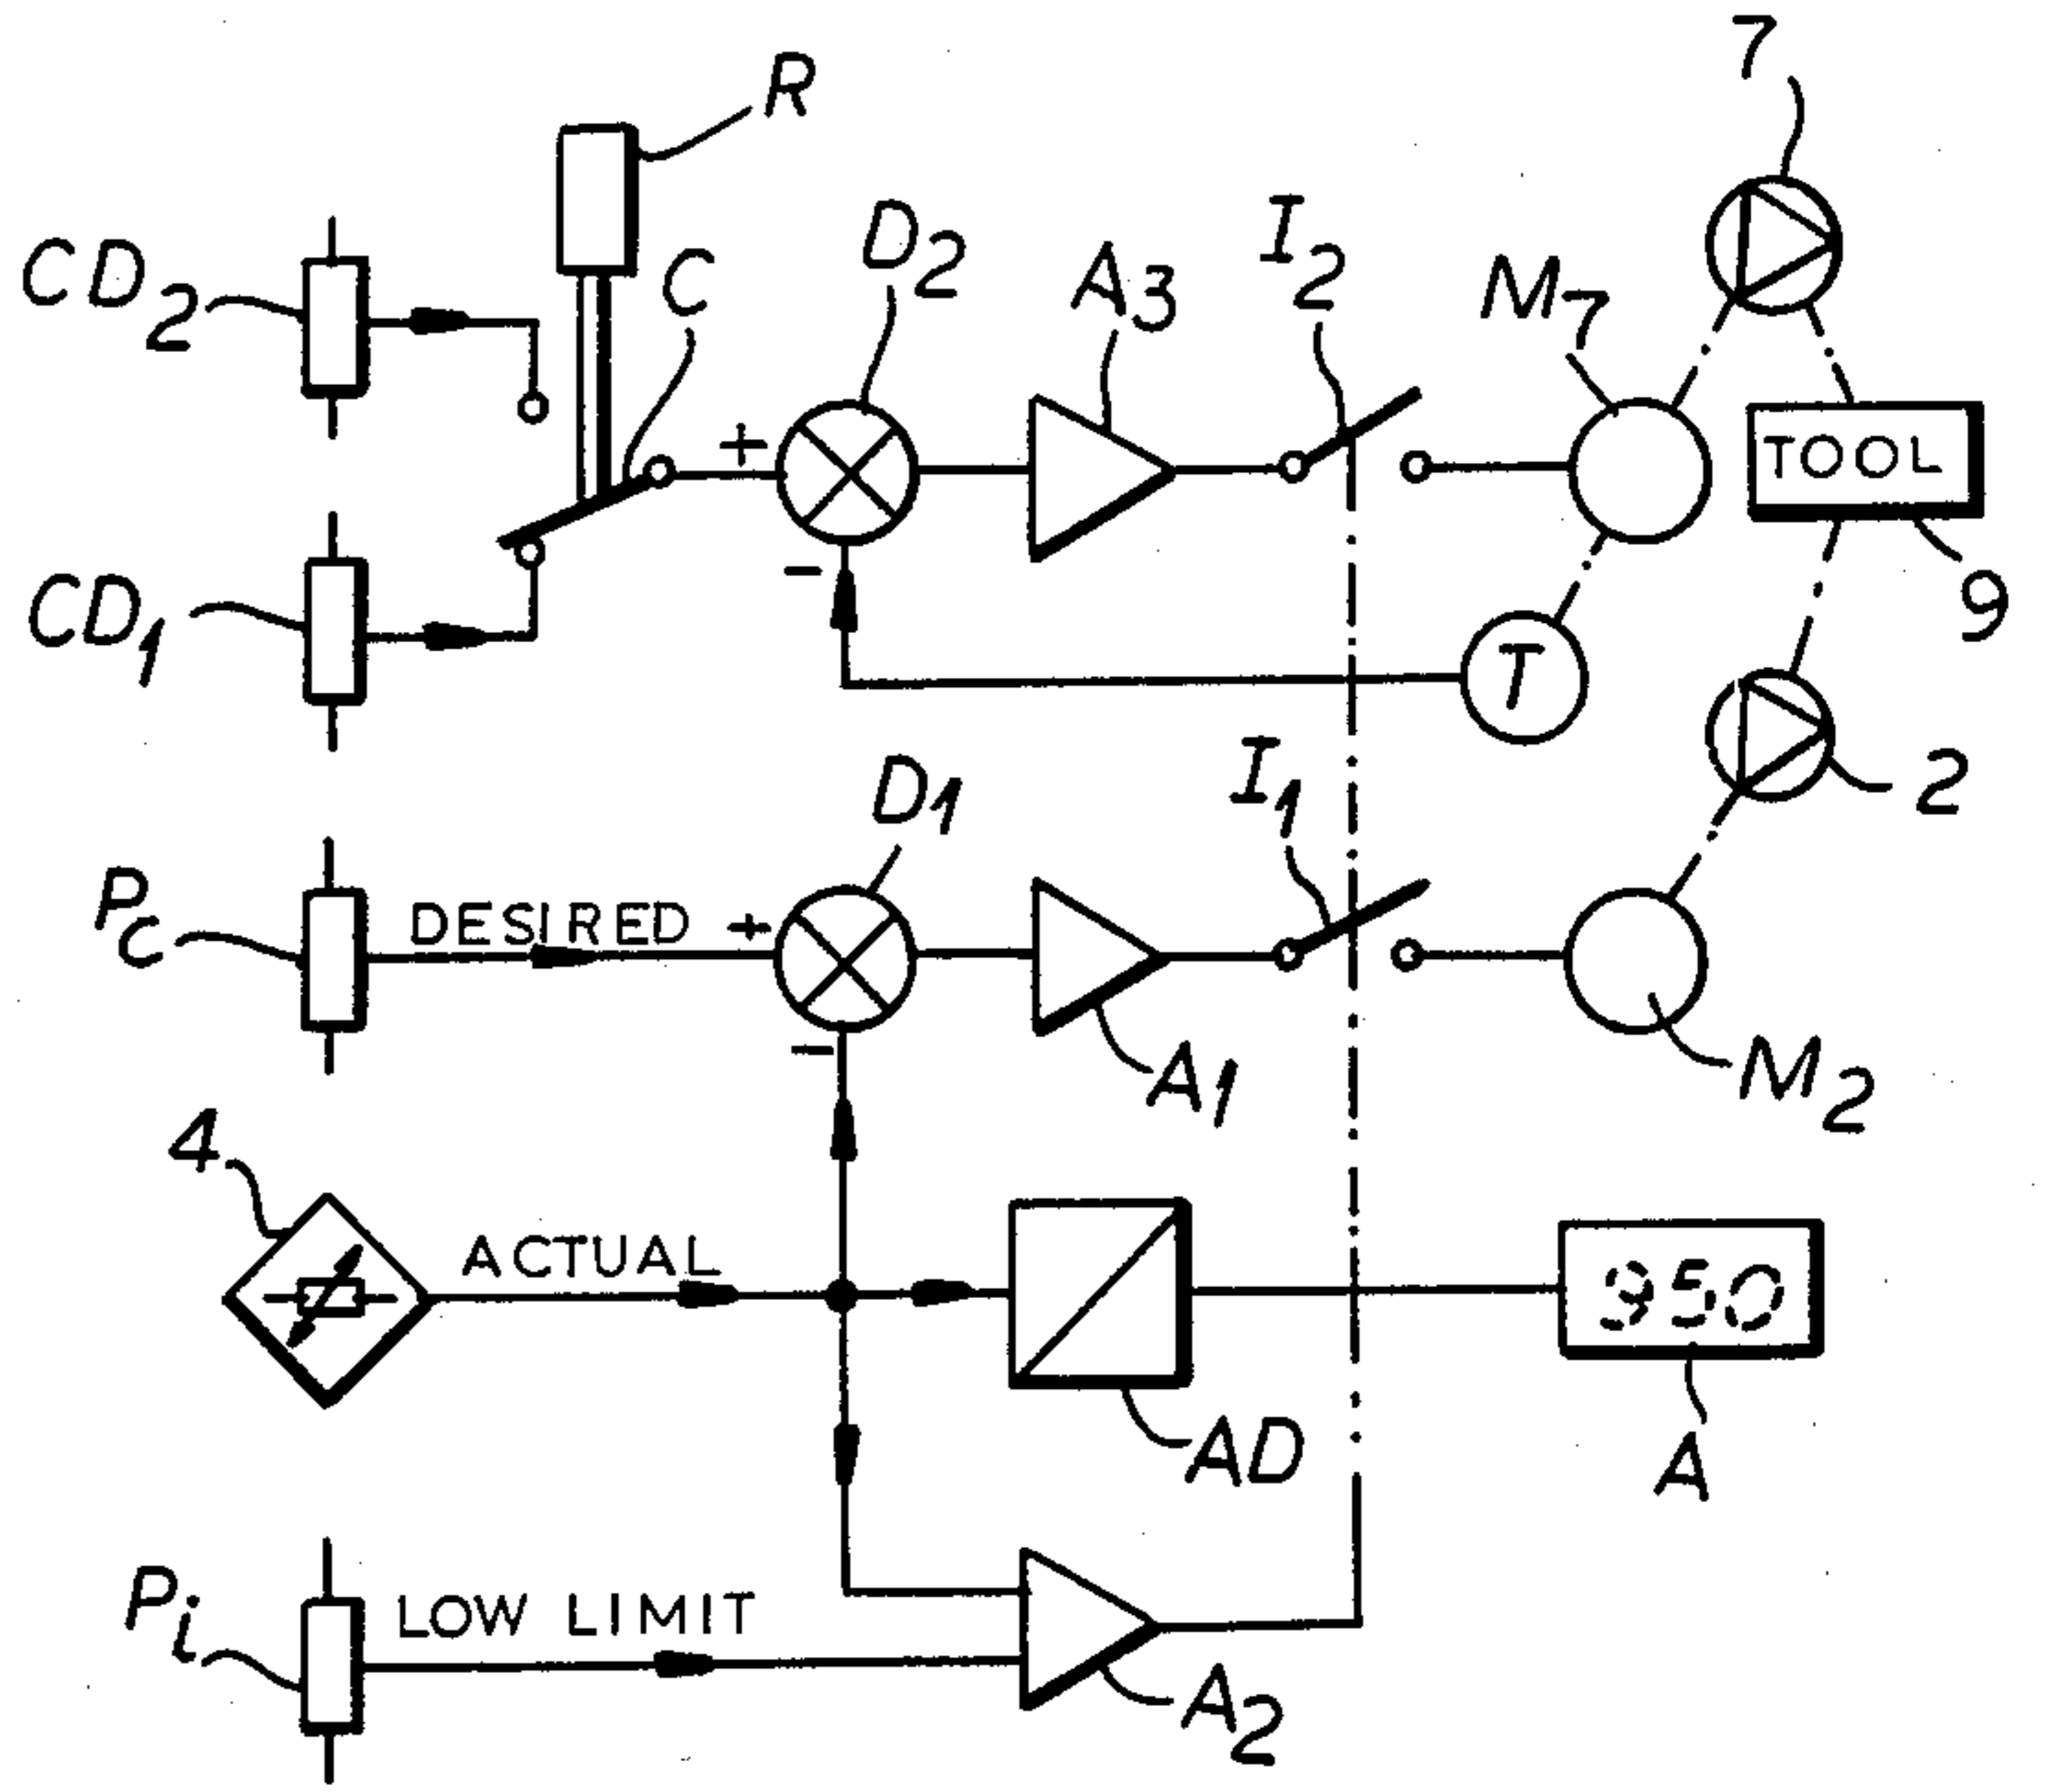 7
R
CD2
C
D2
A3
I2
M7
TOOL
+
-
9
CD1
T
D1
I1
2
PC
DESIRED
+
-
A1
M2
4
ACTUAL
950
AD
A
Pi
LOW LIMIT
A2